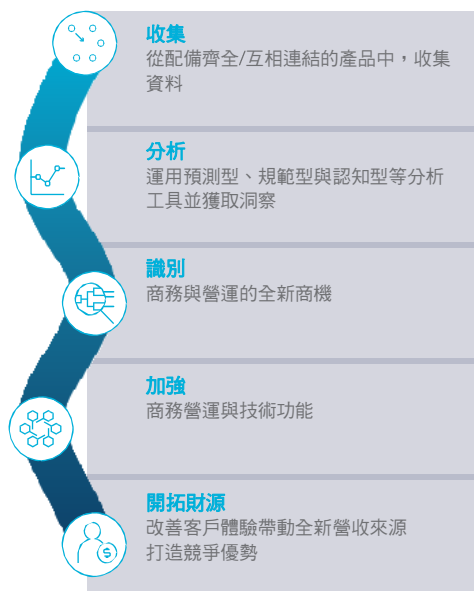 收集
從配備齊全/互相連結的產品中，收集
資料
分析
運用預測型、規範型與認知型等分析
工具並獲取洞察
識別
商務與營運的全新商機
加強
商務營運與技術功能
開拓財源
改善客戶體驗帶動全新營收來源
打造競爭優勢
$